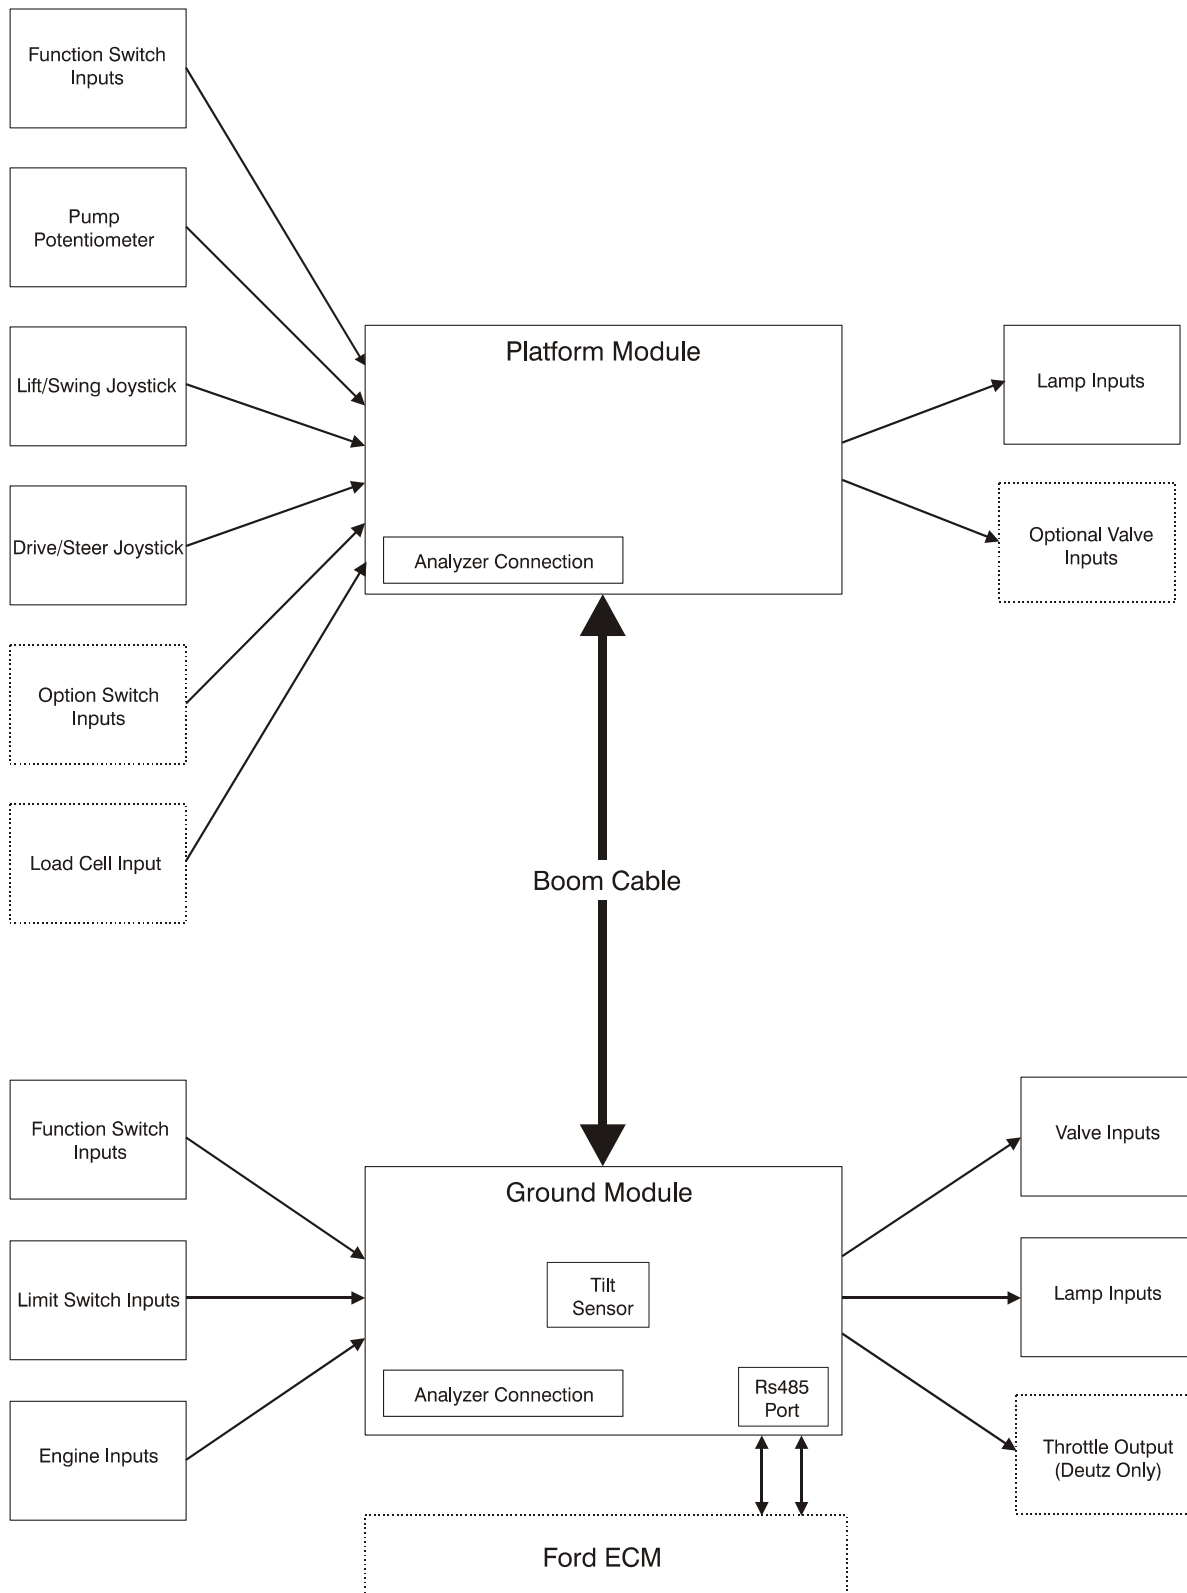 Function Switch
Inputs
Pump
Potentiometer
Lift/Swing Joystick
Drive/Steer Joystick
Option Switch
Inputs
Load Cell Input
Platform Module
Analyzer Connection
Lamp Inputs
Optional Valve
Inputs
Boom Cable
Function Switch
Inputs
Limit Switch Inputs
Engine Inputs
Ground Module
Tilt
Sensor
Analyzer Connection
Rs485
Port
Valve Inputs
Lamp Inputs
Throttle Output
(Deutz Only)
Ford ECM